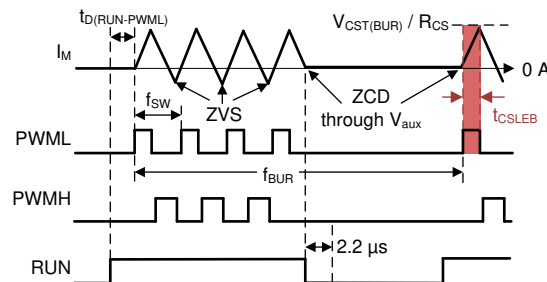 t_D(RUN-PWML)
V_CST(BUR) / R_CS
I_M
0 A
f_SW
ZVS
ZCD
through V_aux
t_CSLEB
PWML
f_BUR
PWMH
2.2 µs
RUN